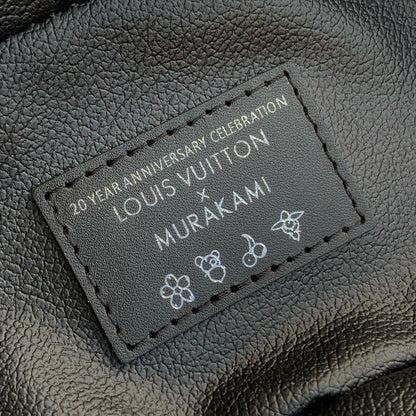 20 YEAR ANNIVERSARY CELEBRATION
LOUIS VUITTON
×
MURAKAMI